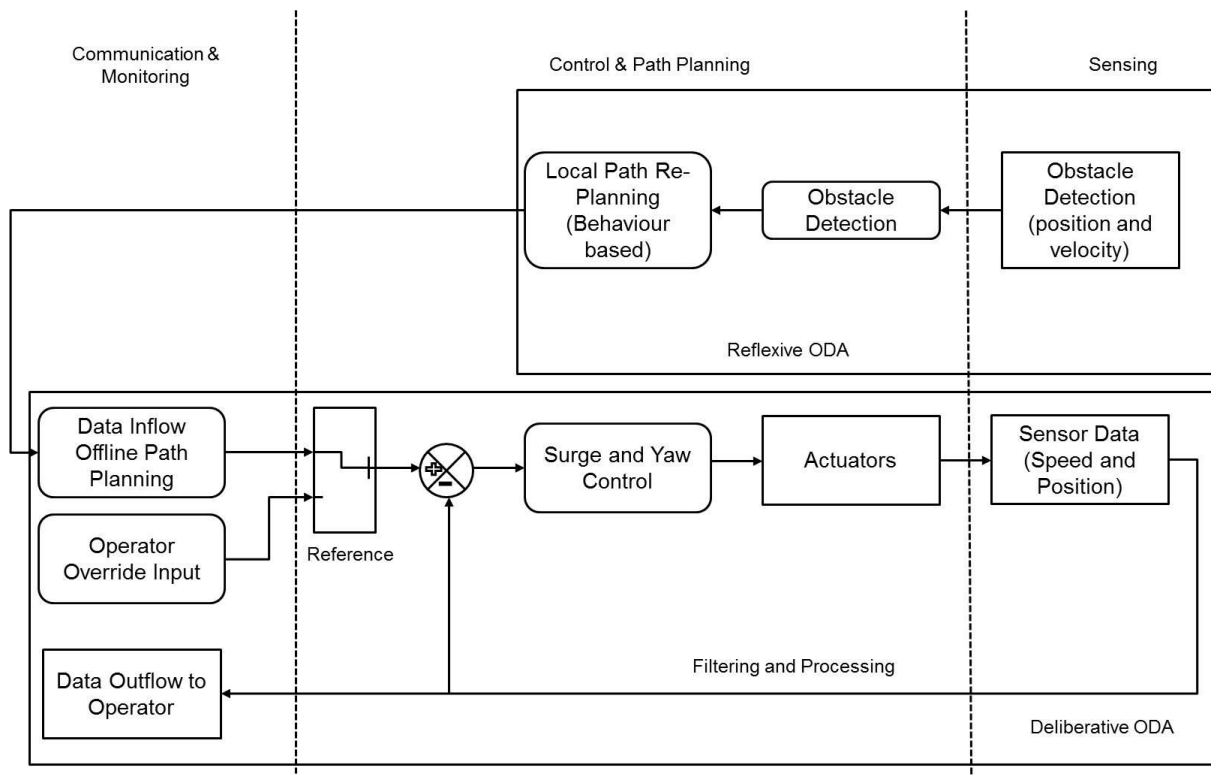 Communication &
Monitoring
Control & Path Planning
Sensing
Local Path Re-
Planning
(Behaviour
based)
Obstacle
Detection
Obstacle
Detection
(position and
velocity)
Reflexive ODA
Data Inflow
Offline Path
Planning
Operator
Override Input
Reference
+
-
Surge and Yaw
Control
Actuators
Sensor Data
(Speed and
Position)
Data Outflow to
Operator
Filtering and Processing
Deliberative ODA